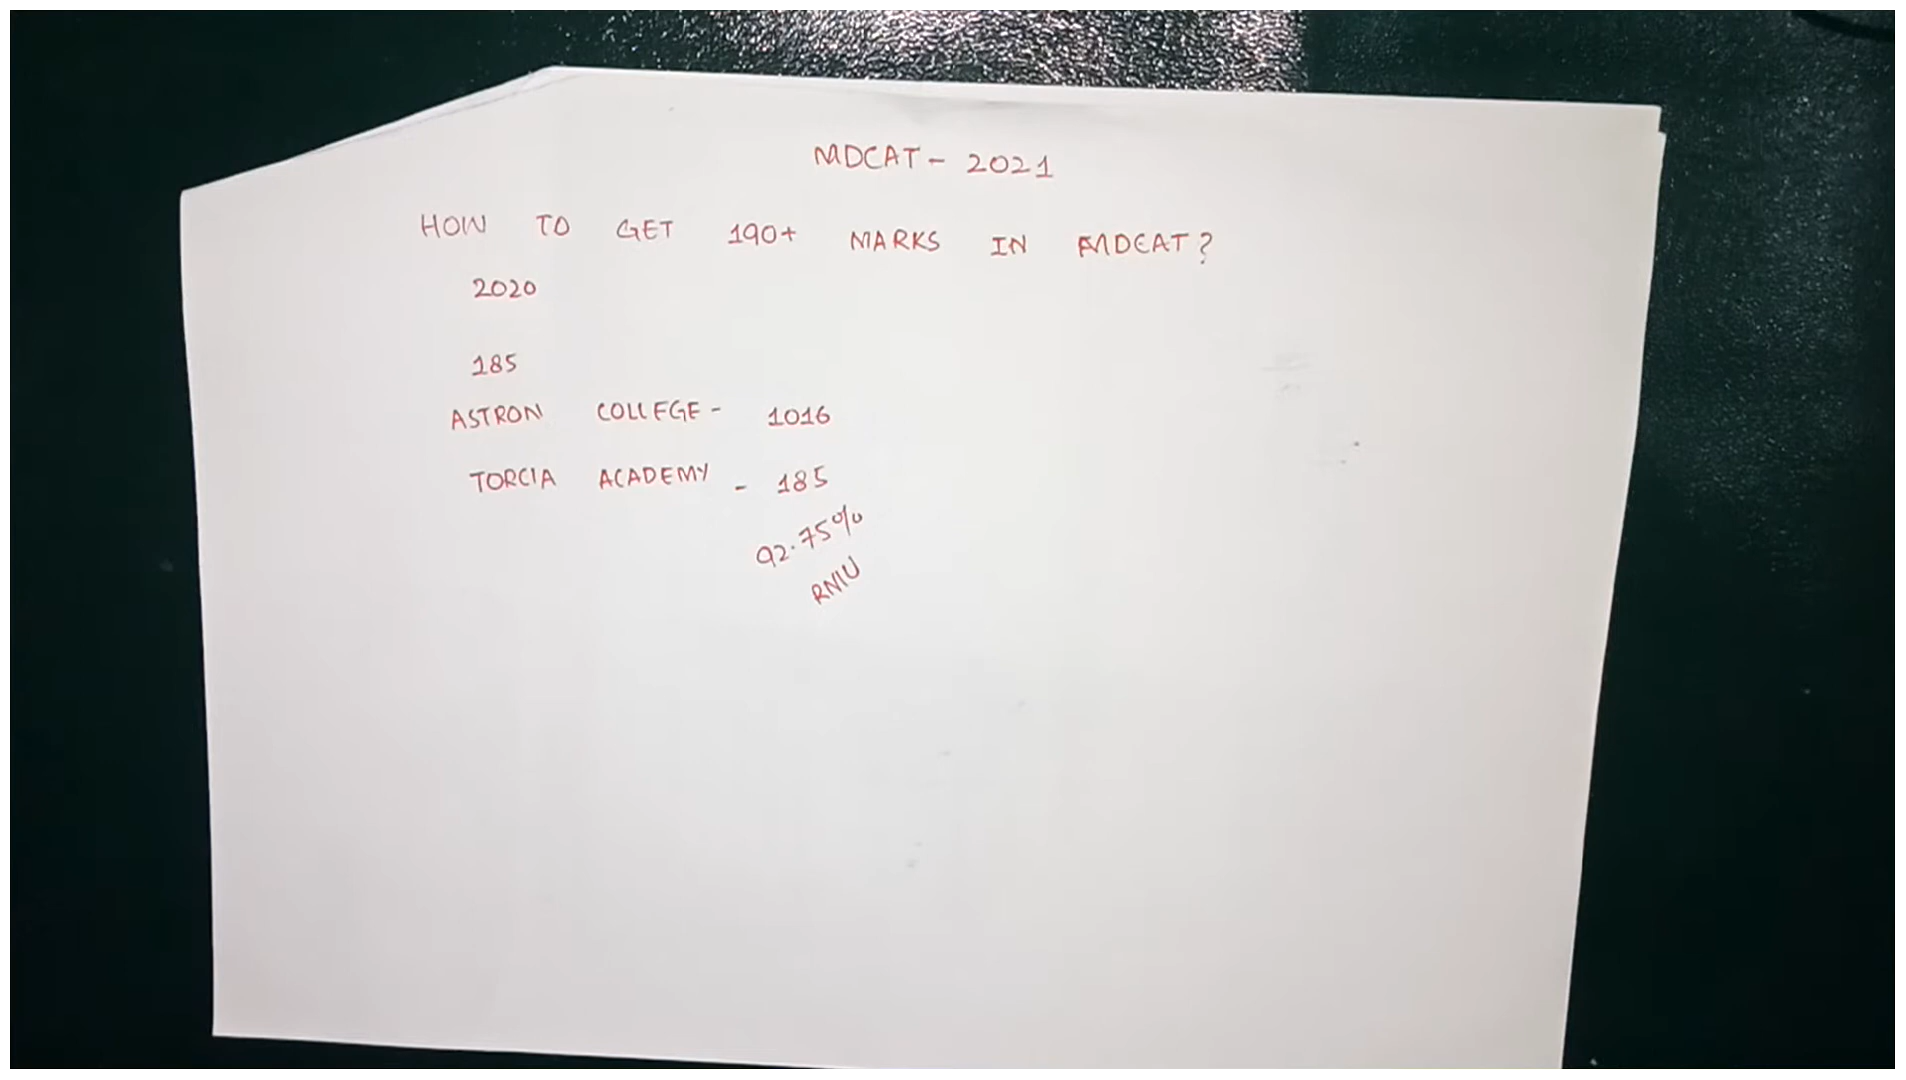 MDCAT - 2021
HOW TO GET 190+ MARKS IN MDCAT?
2020
185
ASTRON COLLEGE - 1016
TORCIA ACADEMY - 185
92.75%
RMU